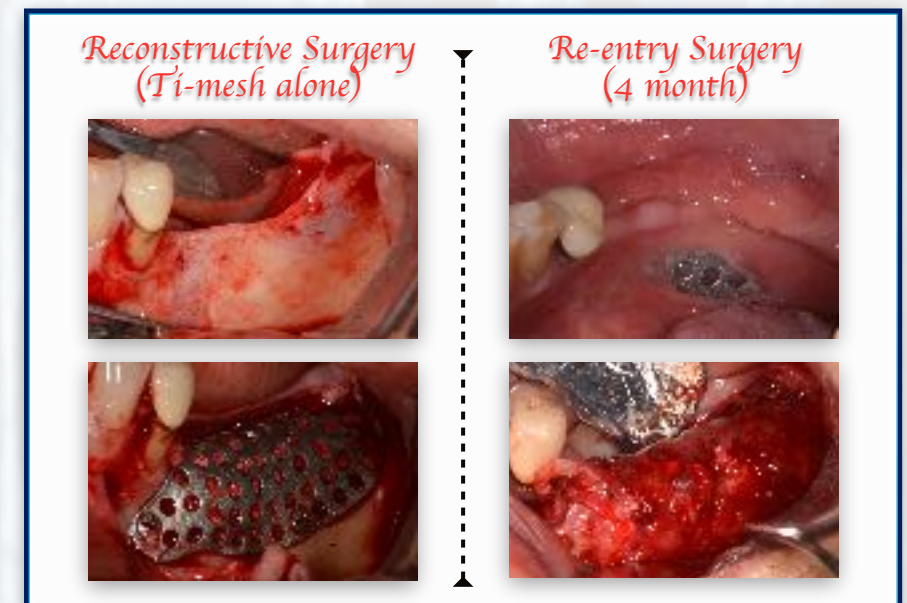 Reconstructive Surgery
(Ti-mesh alone)
Re-entry Surgery
(4 month)